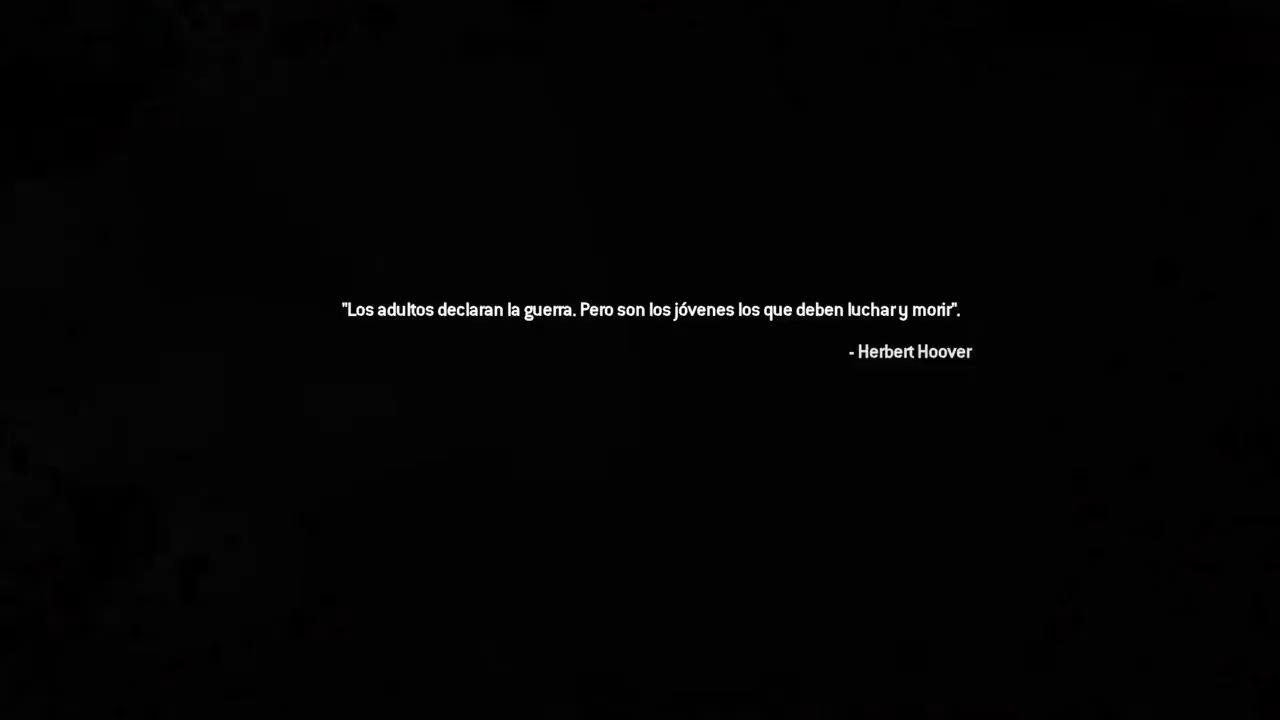 "Los adultos declaran la guerra. Pero son los jóvenes los que deben luchar y morir".
- Herbert Hoover